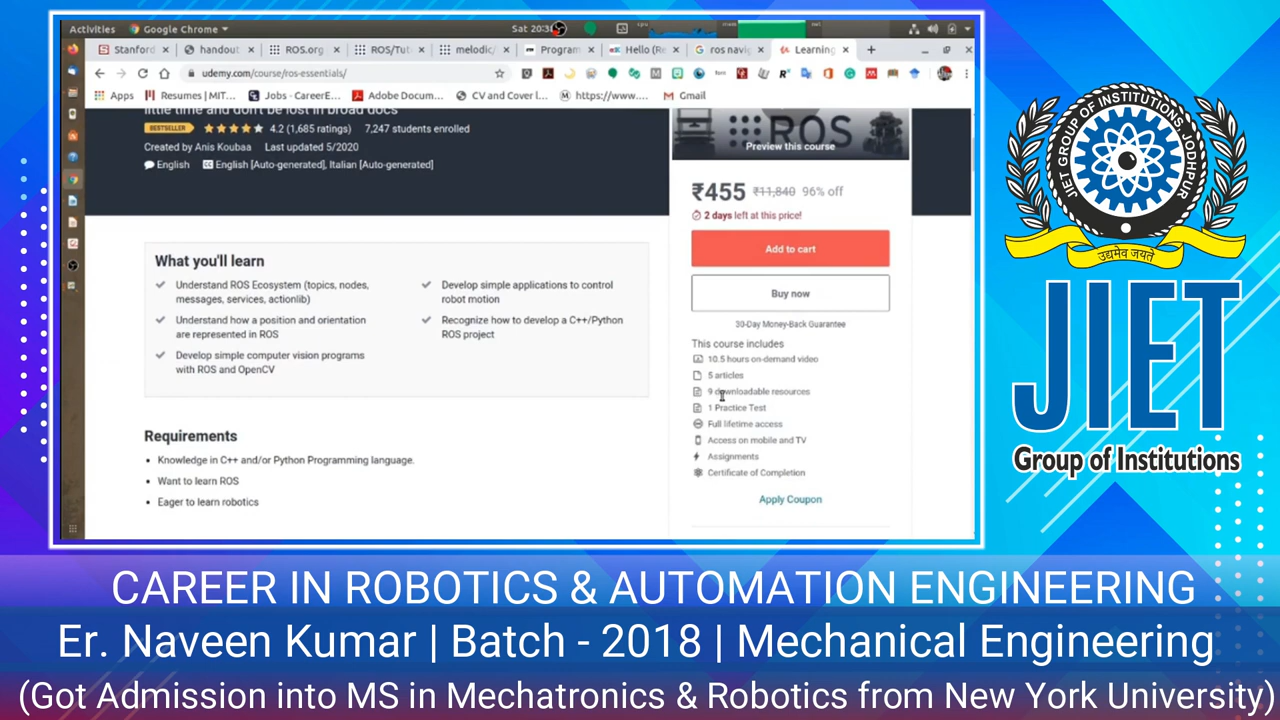 Activities
Google Chrome
Sat 20:3
Stanford
handout
ROS.org
ROS/Tut
melodic/
Program
Hello (Re
ros navig
Learning
udemy.com/course/ros-essentials/
Apps
Resumes | MIT...
Jobs - CareerE...
Adobe Docum...
CV and Cover l...
https://www....
Gmail
little time and don't be lost in broad docs
BESTSELLER
4.2 (1,685 ratings)
7,247 students enrolled
Created by Anis Koubaa
Last updated 5/2020
English
English [Auto-generated], Italian [Auto-generated]
ROS
Preview this course
₹455 ₹11,840 96% off
2 days left at this price!
Add to cart
Buy now
30-Day Money-Back Guarantee
This course includes
10.5 hours on-demand video
5 articles
9 downloadable resources
1 Practice Test
Full lifetime access
Access on mobile and TV
Assignments
Certificate of Completion
Apply Coupon
What you'll learn
Understand ROS Ecosystem (topics, nodes,
messages, services, actionlib)
Understand how a position and orientation
are represented in ROS
Develop simple computer vision programs
with ROS and OpenCV
Develop simple applications to control
robot motion
Recognize how to develop a C++/Python
ROS project
Requirements
Knowledge in C++ and/or Python Programming language.
Want to learn ROS
Eager to learn robotics
JIET GROUP OF INSTITUTIONS, JODHPUR
उद्यमेव जयते
JIET
Group of Institutions
CAREER IN ROBOTICS & AUTOMATION ENGINEERING
Er. Naveen Kumar | Batch - 2018 | Mechanical Engineering
(Got Admission into MS in Mechatronics & Robotics from New York University)